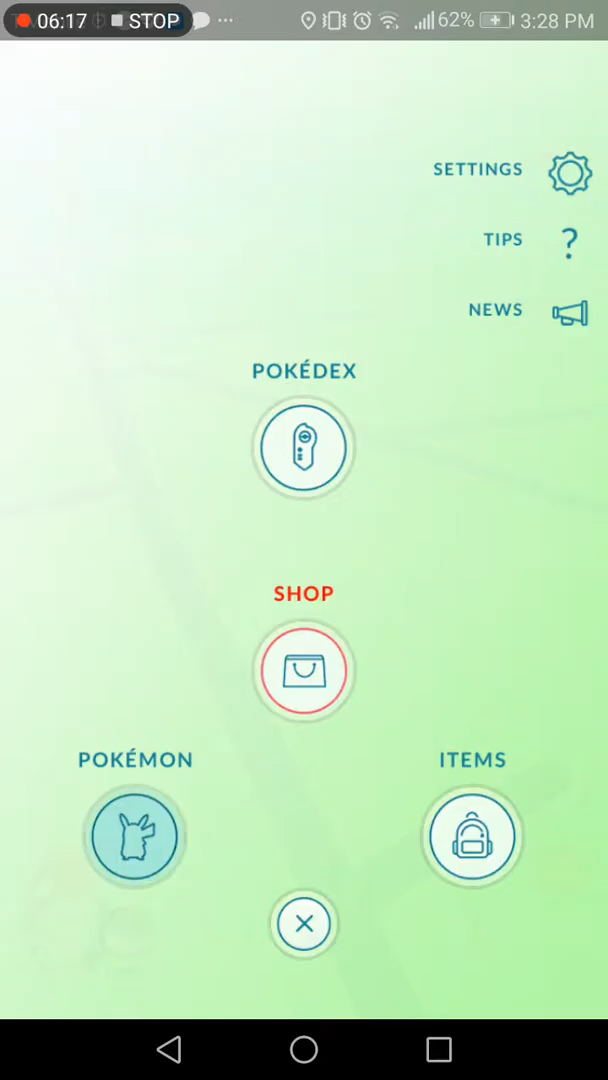 06:17 STOP ... 62% 3:28 PM
SETTINGS
TIPS ?
NEWS
POKÉDEX
SHOP
POKÉMON
ITEMS